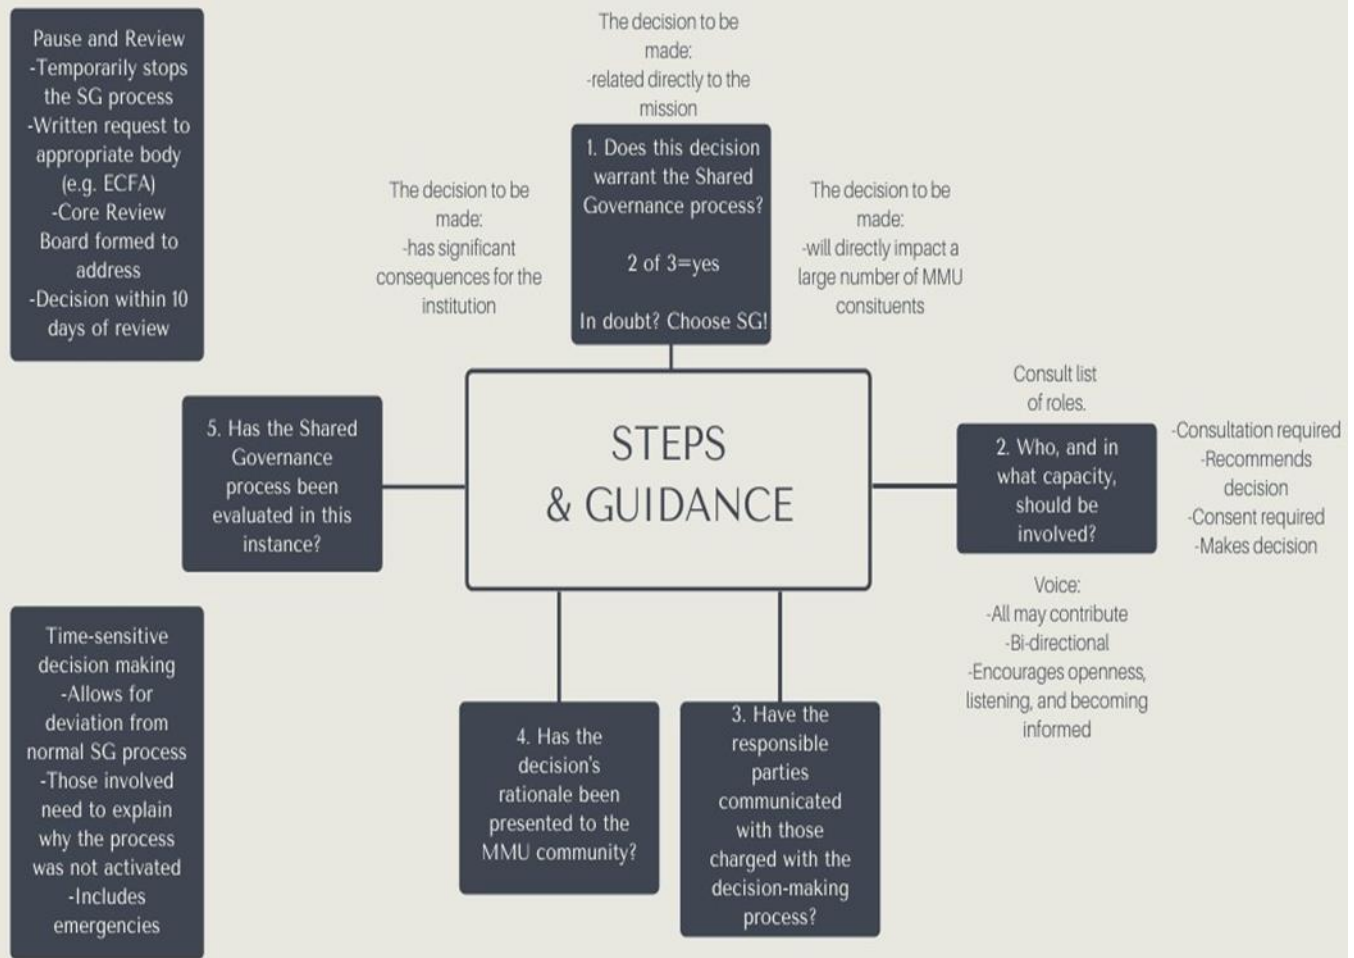 Pause and Review
-Temporarily stops
the SG process
-Written request to
appropriate body
(e.g. ECFA)
-Core Review
Board formed to
address
-Decision within 10
days of review
The decision to be
made:
-related directly to the
mission
The decision to be
made:
-has significant
consequences for the
institution
1. Does this decision
warrant the Shared
Governance process?
2 of 3=yes
In doubt? Choose SG!
The decision to be
made:
-will directly impact a
large number of MMU
consituents
STEPS
& GUIDANCE
Consult list
of roles.
2. Who, and in
what capacity,
should be
involved?
-Consultation required
-Recommends
decision
-Consent required
-Makes decision
Voice:
-All may contribute
-Bi-directional
-Encourages openness,
listening, and becoming
informed
3. Have the
responsible
parties
communicated
with those
charged with the
decision-making
process?
4. Has the
decision's
rationale been
presented to the
MMU community?
5. Has the Shared
Governance
process been
evaluated in this
instance?
Time-sensitive
decision making
-Allows for
deviation from
normal SG process
-Those involved
need to explain
why the process
was not activated
-Includes
emergencies